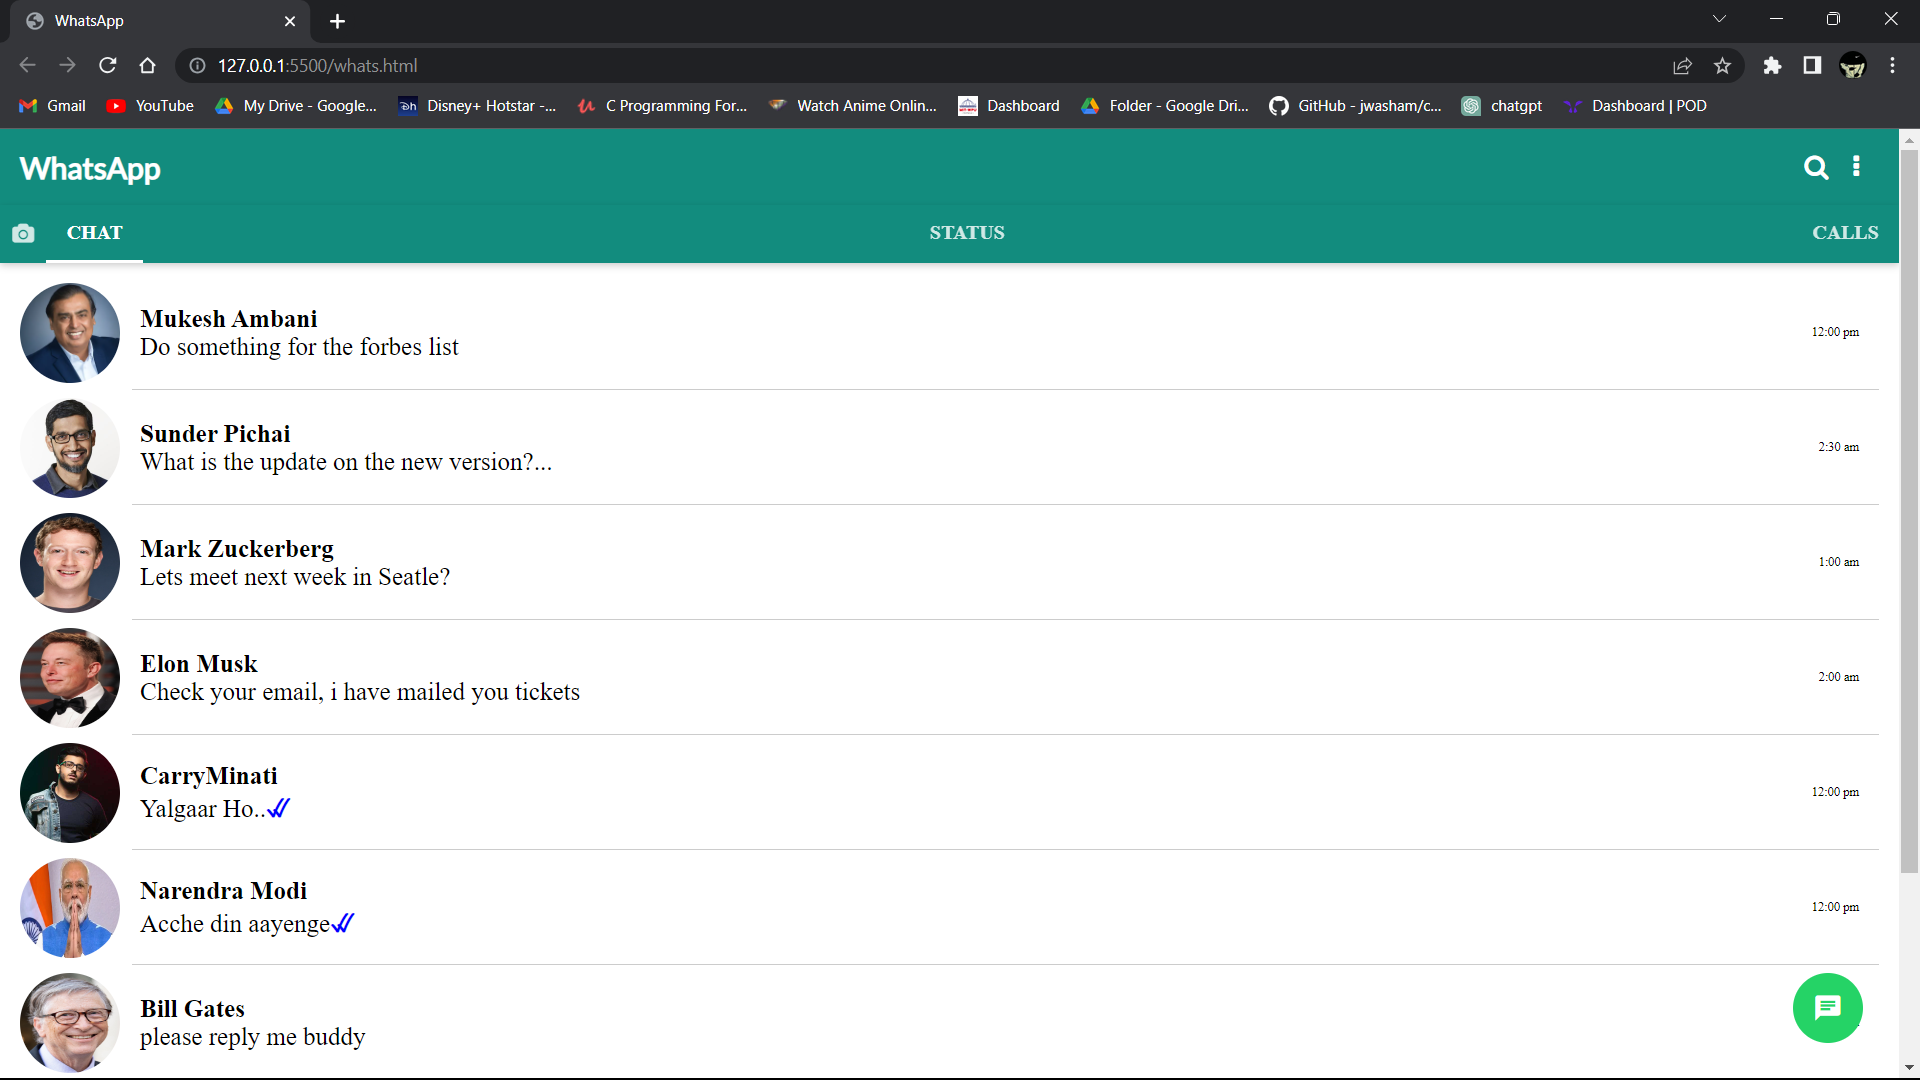 WhatsApp
127.0.0.1:5500/whats.html
Gmail YouTube My Drive - Google... Disney+ Hotstar -... C Programming For... Watch Anime Onlin... Dashboard Folder - Google Dri... GitHub - jwasham/c... chatgpt Dashboard | POD
WhatsApp
CHAT STATUS CALLS
Mukesh Ambani
Do something for the forbes list
12:00 pm
Sunder Pichai
What is the update on the new version?...
2:30 am
Mark Zuckerberg
Lets meet next week in Seatle?
1:00 am
Elon Musk
Check your email, i have mailed you tickets
2:00 am
CarryMinati
Yalgaar Ho..
12:00 pm
Narendra Modi
Acche din aayenge
12:00 pm
Bill Gates
please reply me buddy